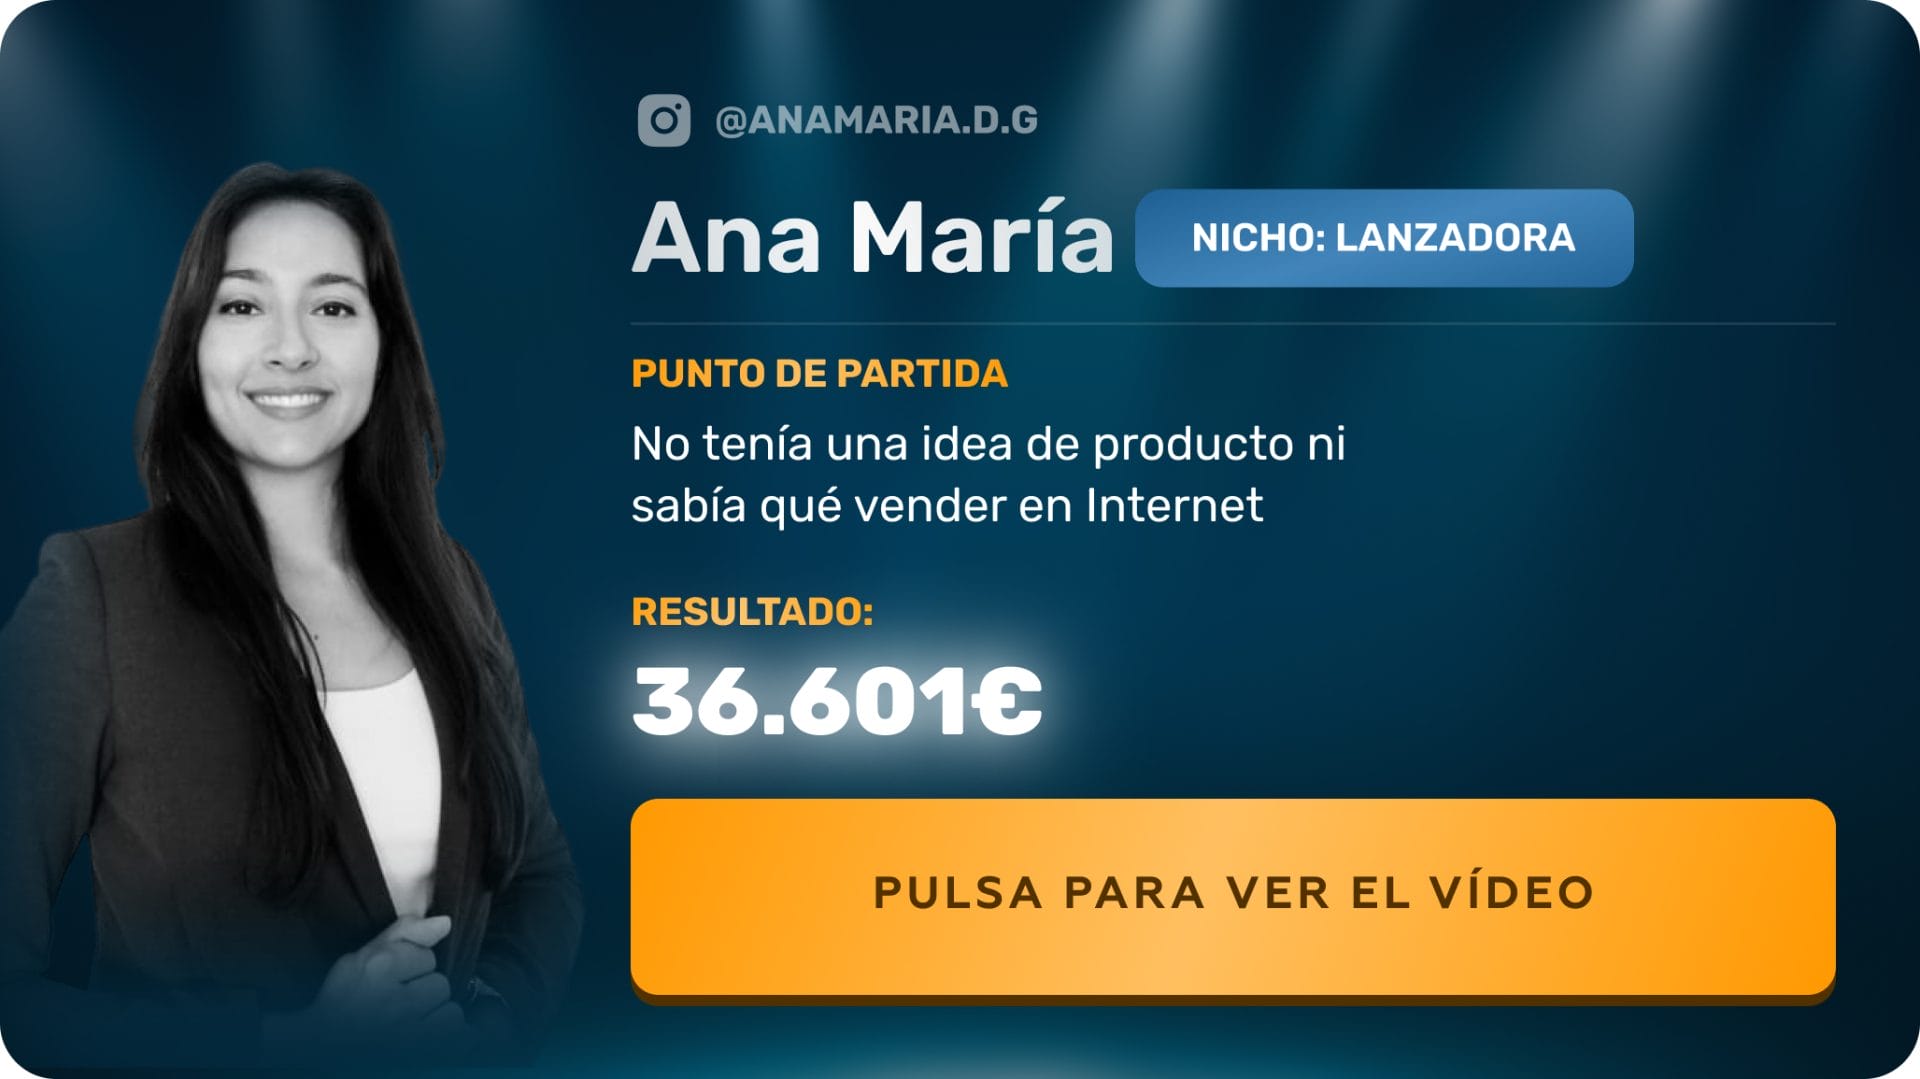 @ANAMARIA.D.G
Ana María
NICHO: LANZADORA
PUNTO DE PARTIDA
No tenía una idea de producto ni
sabía qué vender en Internet
RESULTADO:
36.601€
PULSA PARA VER EL VÍDEO